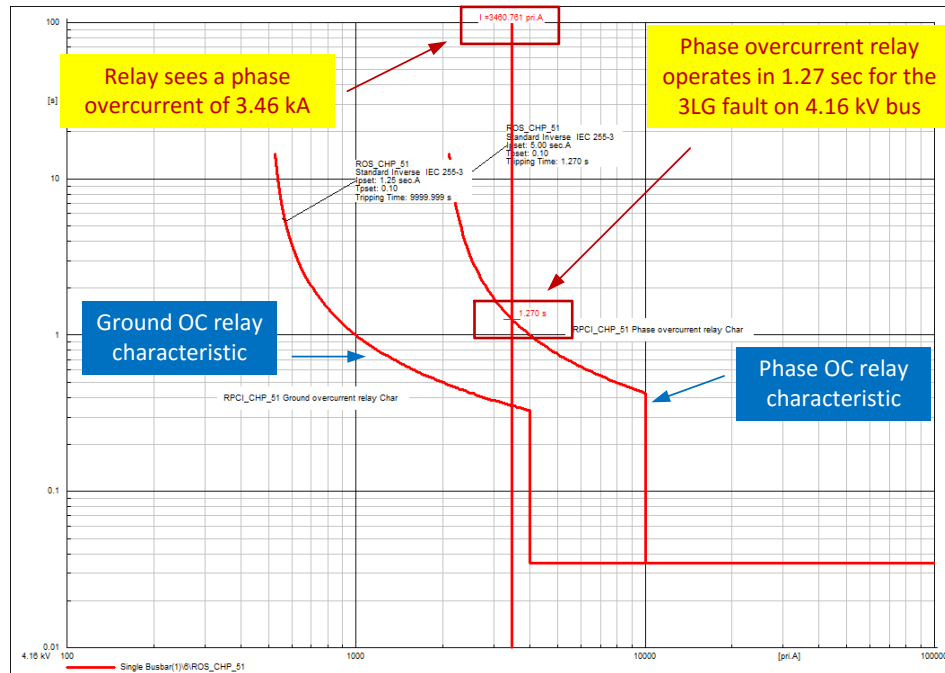 100
I =3460.761 pri.A
Relay sees a phase
overcurrent of 3.46 kA
Phase overcurrent relay
operates in 1.27 sec for the
3LG fault on 4.16 kV bus
[s]
ROS_CHP_51
Standard Inverse IEC 255-3
Ipset: 5.00 sec.A
Tpset: 0.10
Tripping Time: 1.270 s
ROS_CHP_51
Standard Inverse IEC 255-3
Ipset: 1.25 sec.A
Tpset: 0.10
Tripping Time: 9999.999 s
10
Ground OC relay
characteristic
1.270 s
RPCI_CHP_51 Phase overcurrent relay Char
1
Phase OC relay
characteristic
RPCI_CHP_51 Ground overcurrent relay Char
0.1
0.01
4.16 kV
100
1000
10000
[pri.A]
100000
Single Busbar(1)\6\ROS_CHP_51